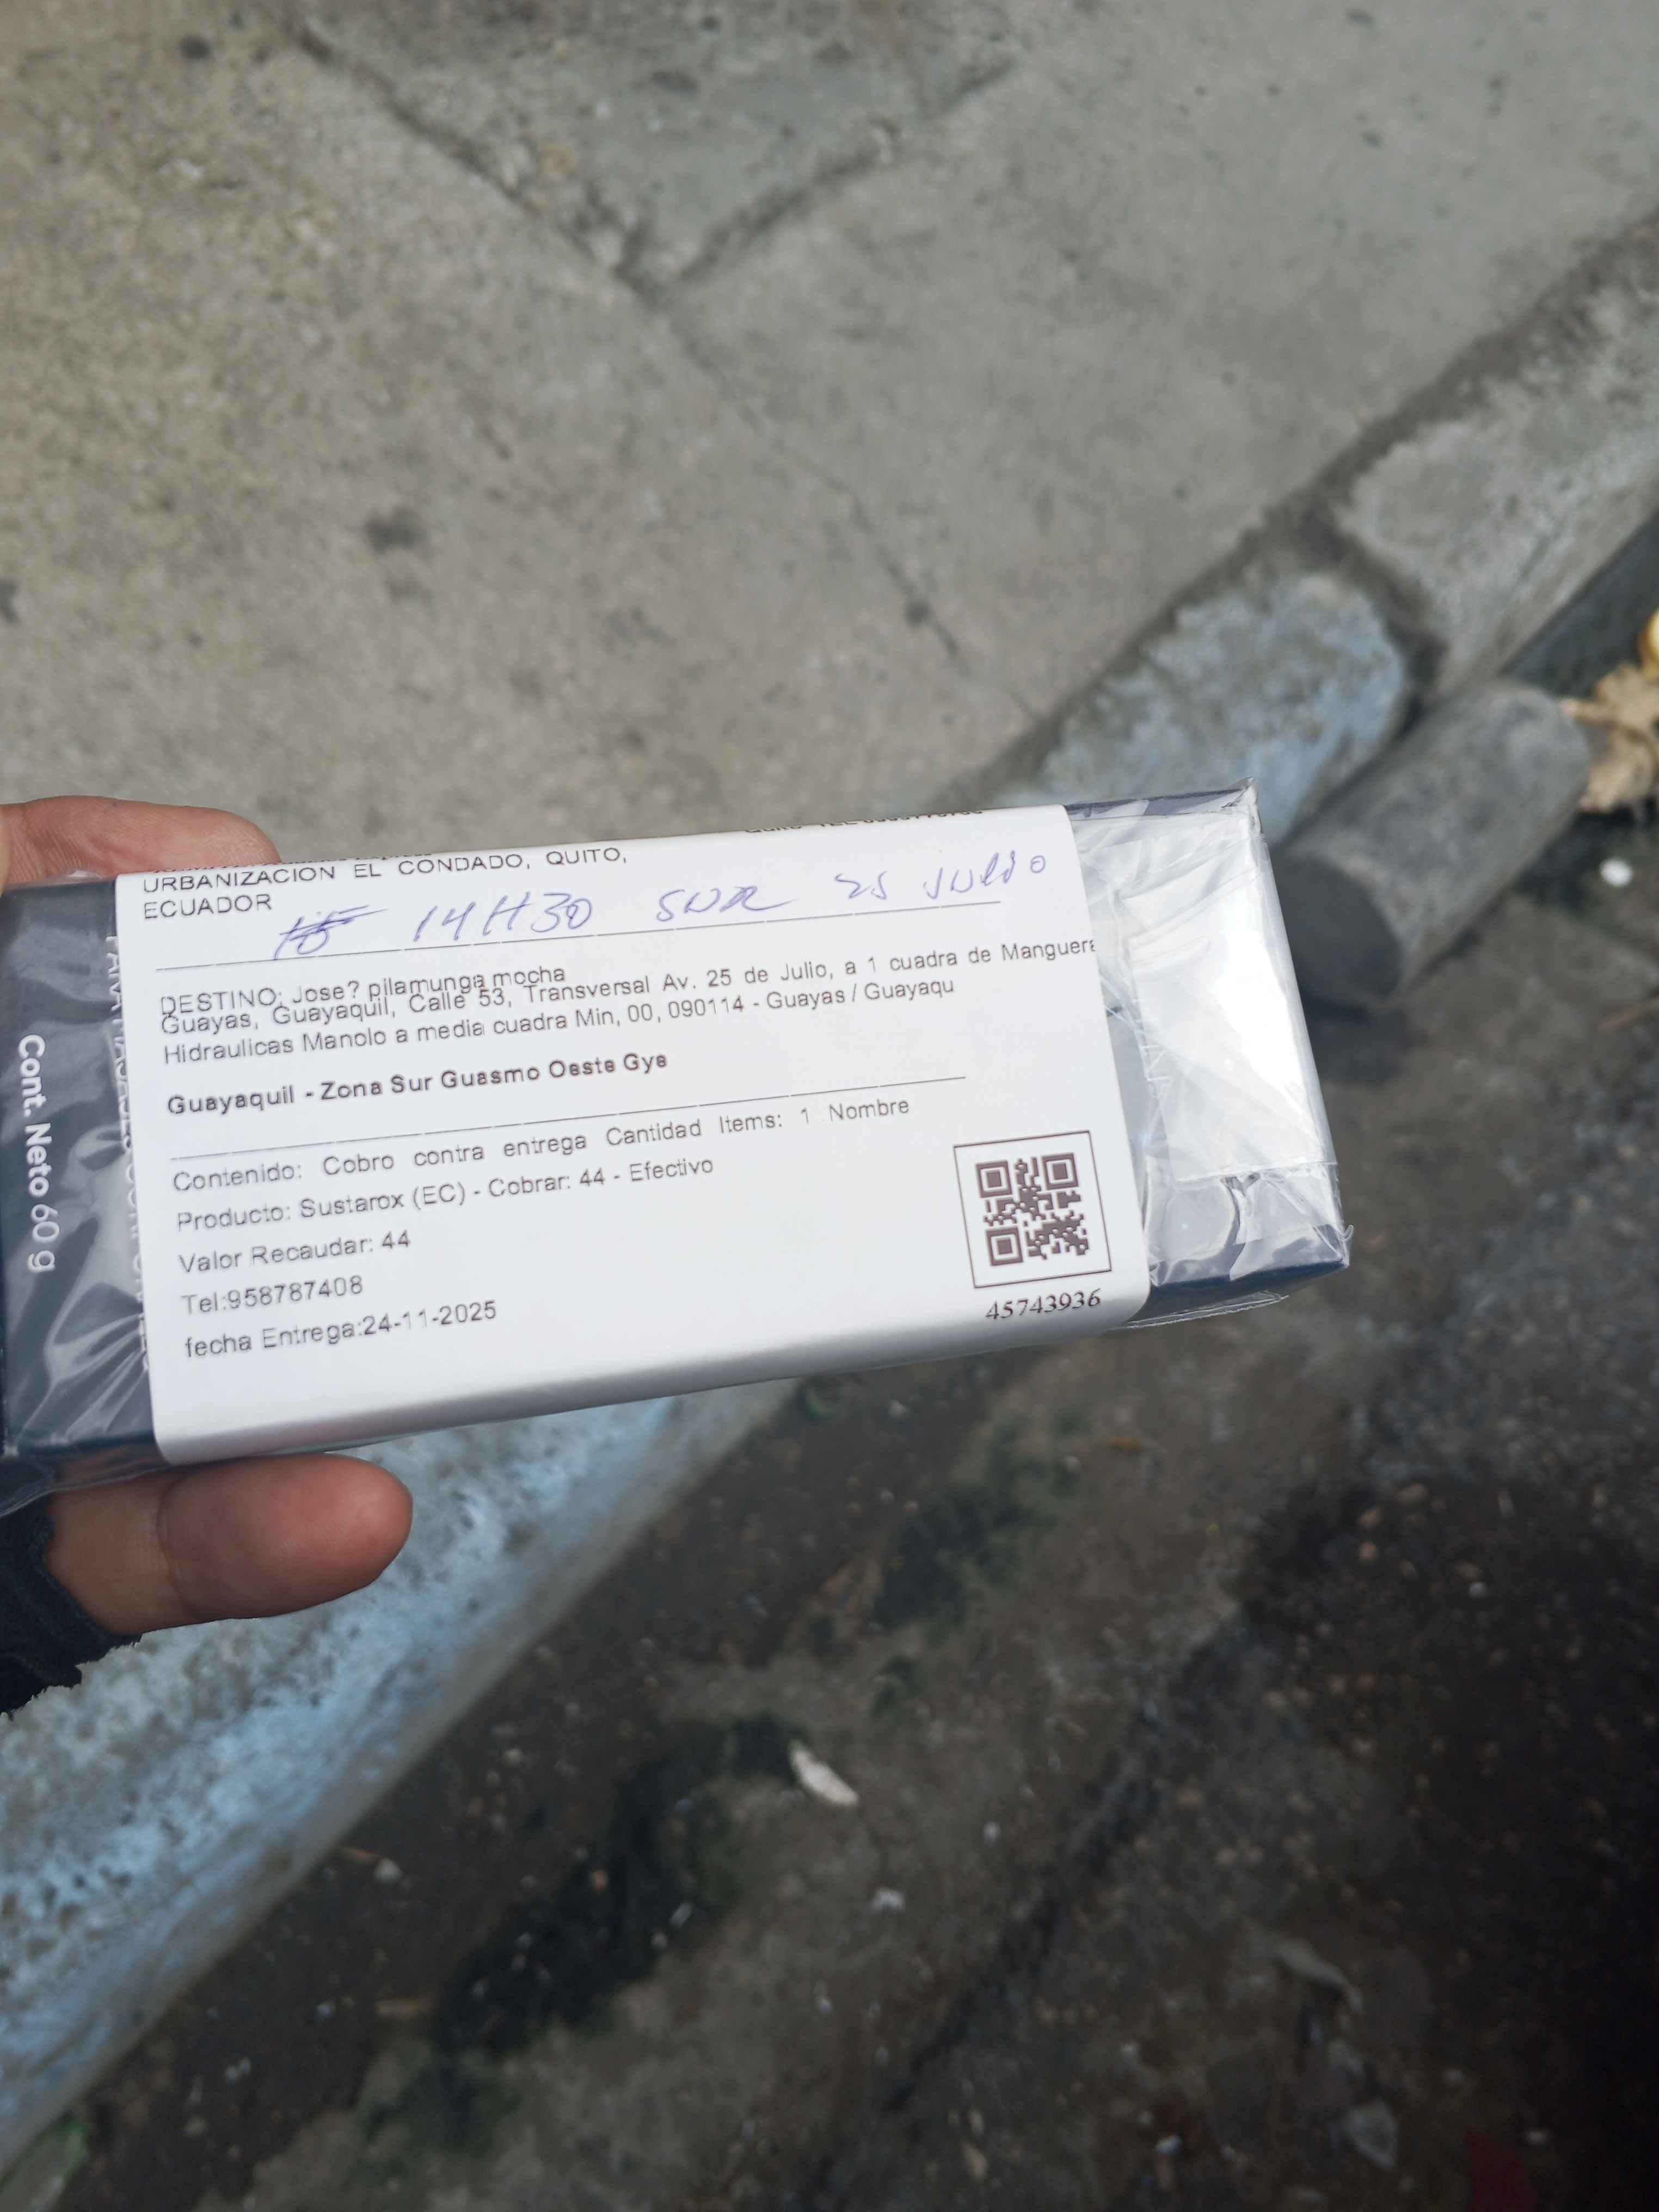 URBANIZACION EL CONDADO, QUITO,
ECUADOR
14H30 SUR 25 JULIO
DESTINO: Jose? pilamunga mocha
Guayas, Guayaquil, Calle 53, Transversal Av. 25 de Julio, a 1 cuadra de Manguera
Hidraulicas Manolo a media cuadra Min, 00, 090114 - Guayas / Guayaqu
Guayaquil - Zona Sur Guasmo Oeste Gye
Contenido: Cobro contra entrega Cantidad Items: 1 Nombre
Producto: Sustarox (EC) - Cobrar: 44 - Efectivo
Valor Recaudar: 44
Tel:958787408
fecha Entrega:24-11-2025
45743936
Cont. Neto 60 g